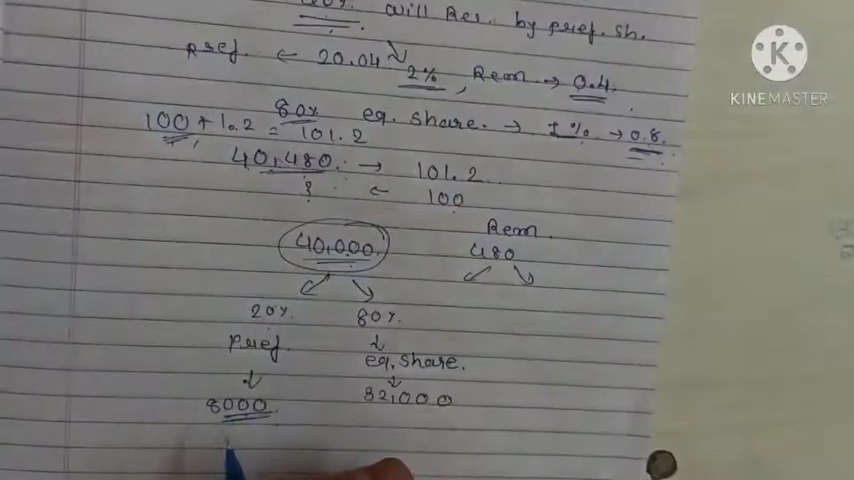 20%. will Rem. by pref. sh.
pref. ← 20.04 2%, Rem → 0.4.
80% eq. share. → 1% → 0.8.
100 + 1.2 = 101.2
40,480. → 101.2
? ← 100
40,000. Rem. 480
20%. 80%.
pref. eq. share.
8000. 32,000
KINEMASTER